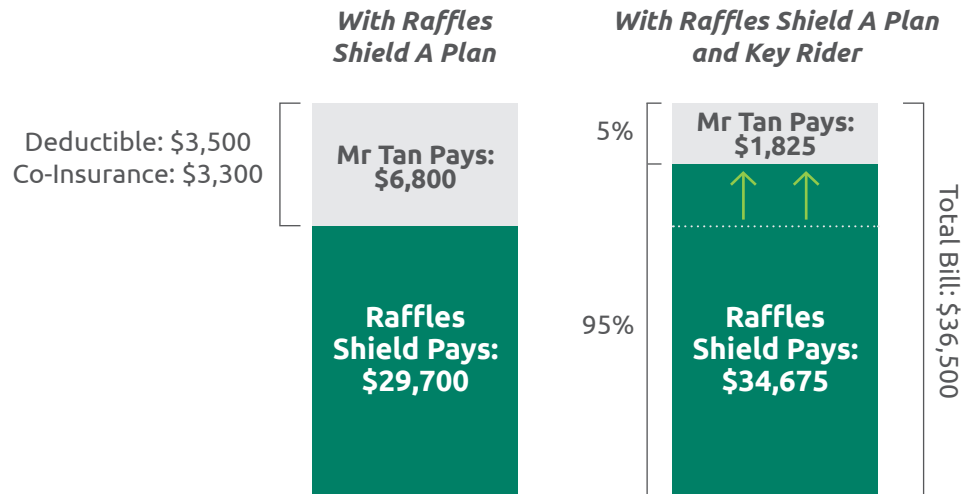 With Raffles
Shield A Plan
With Raffles Shield A Plan
and Key Rider
Deductible: $3,500
Co-Insurance: $3,300
Mr Tan Pays:
$6,800
Raffles
Shield Pays:
$29,700
5%
95%
Mr Tan Pays:
$1,825
Raffles
Shield Pays:
$34,675
Total Bill: $36,500